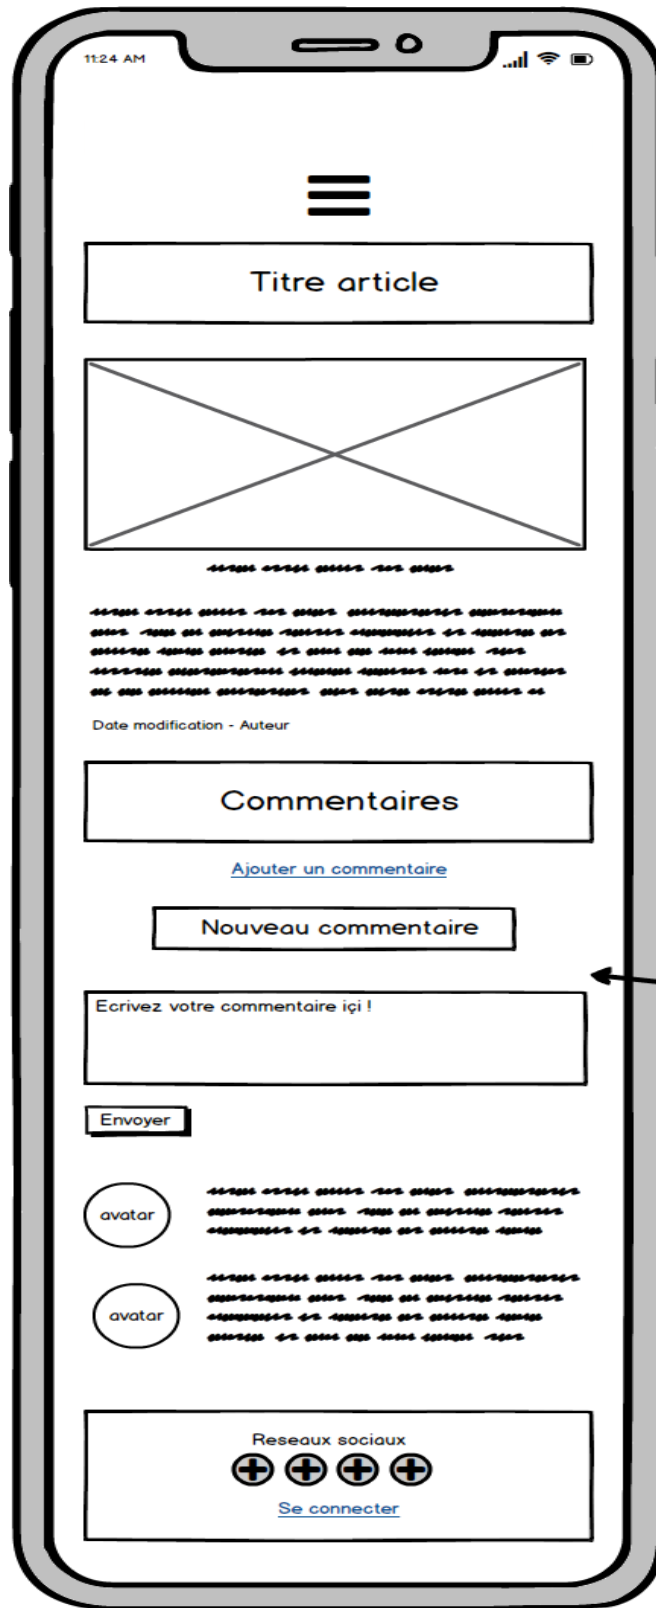 11:24 AM
Titre article
Date modification - Auteur
Commentaires
Ajouter un commentaire
Nouveau commentaire
Ecrivez votre commentaire içi !
Envoyer
avatar
avatar
Reseaux sociaux
Se connecter